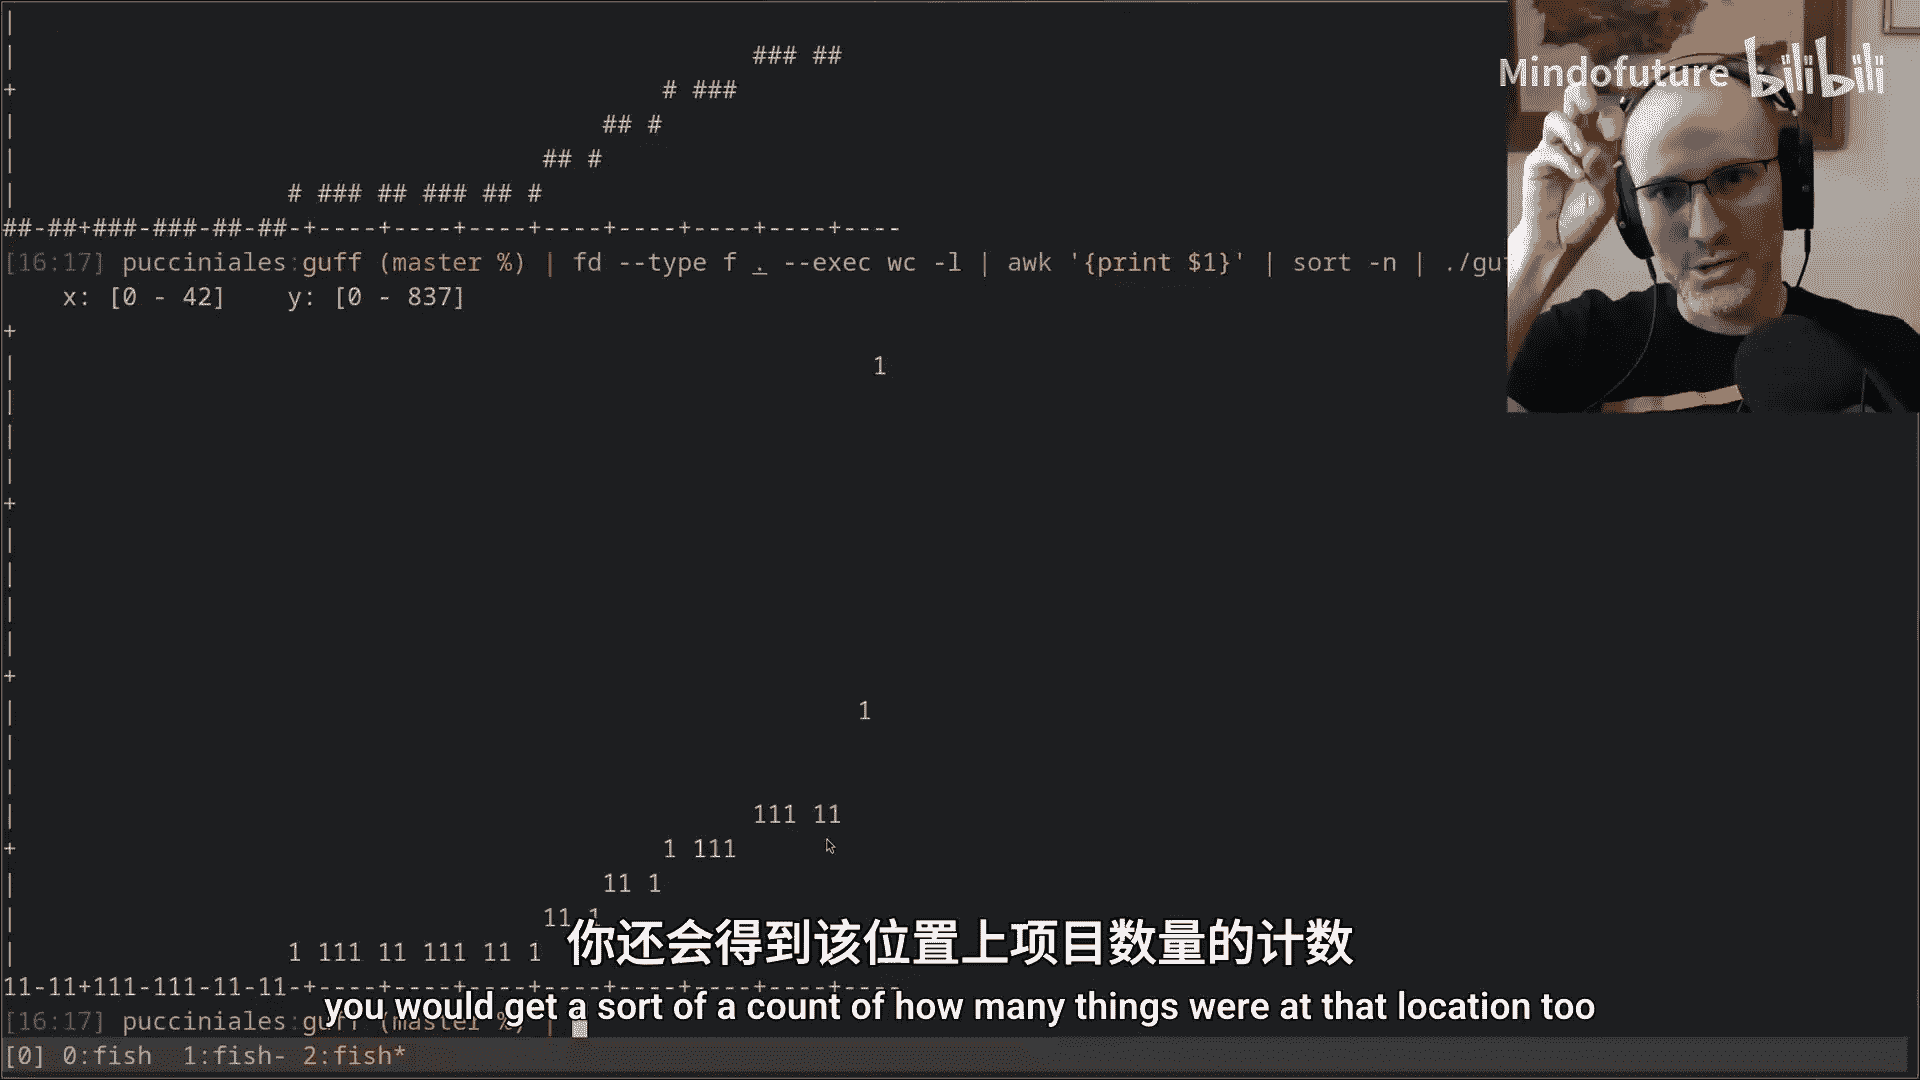 |
| ### ##
+ # ###
| ## #
| ## #
| # ### ## ### ## #
##-##+###-###-##-##-+----+----+----+----+----+----+----+----
[16:17] pucciniales:guff (master %) | fd --type f . --exec wc -l | awk '{print $1}' | sort -n | ./gu
x: [0 - 42] y: [0 - 837]
+
| 1
|
|
|
+
|
|
|
|
+
| 1
|
|
| 111 11
+ 1 111
| 11 1
| 11 1
| 1 111 11 111 11 1
11-11+111-111-11-11-+----+----+----+----+----+----+----+----
[16:17] pucciniales:guff (master %) |
[0] 0:fish 1:fish- 2:fish*
Mindofuture bilibili
你还会得到该位置上项目数量的计数
you would get a sort of a count of how many things were at that location too